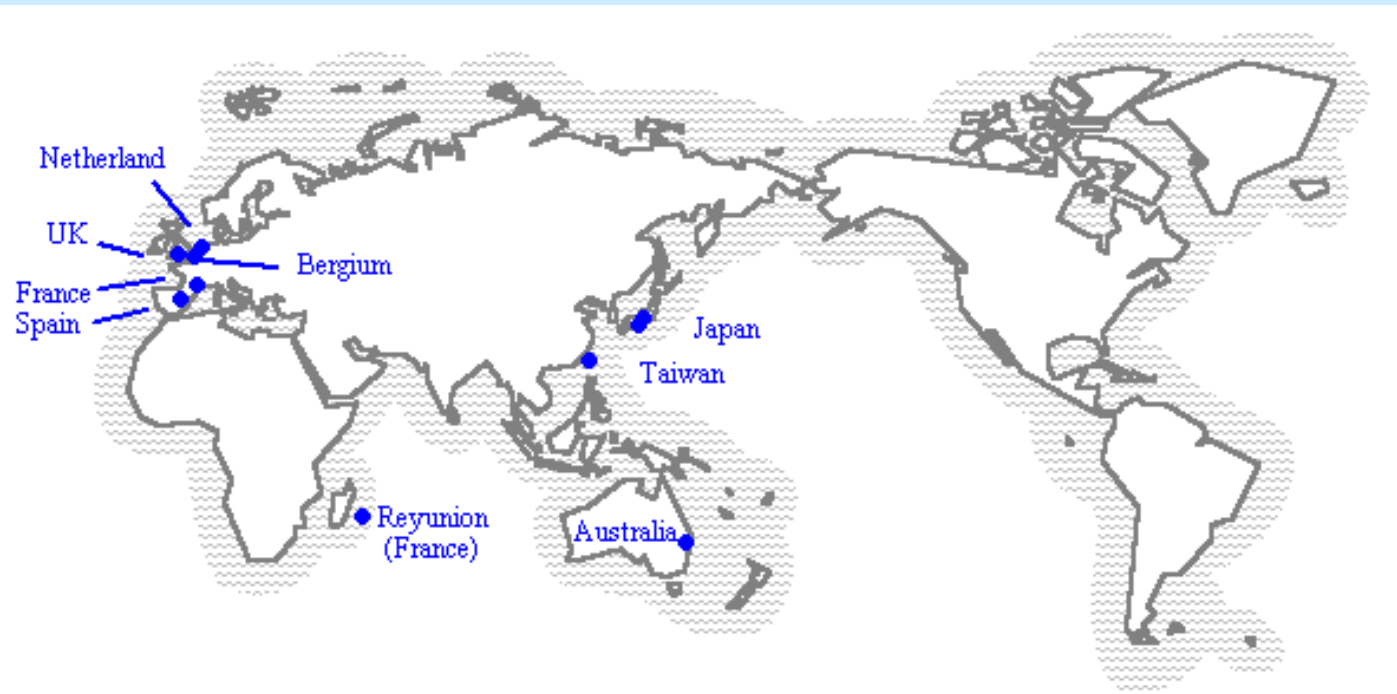 Netherland
UK
Bergium
France
Spain
Japan
Taiwan
Reyunion
(France)
Australia